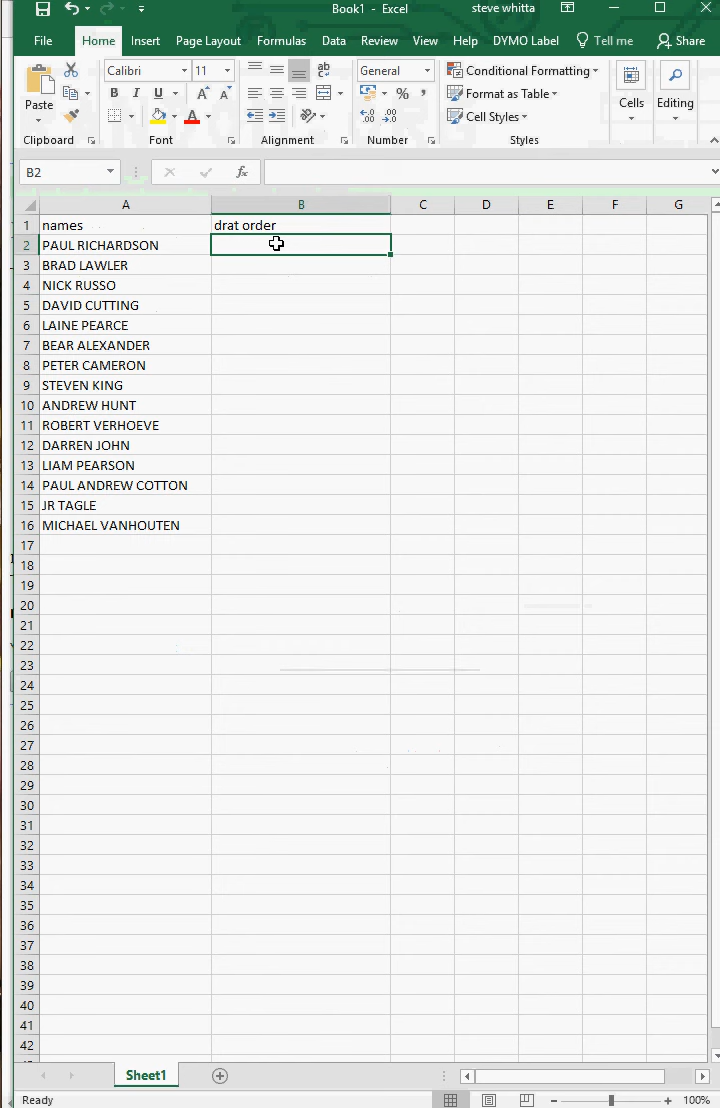 Book1 - Excel steve whitta
File Home Insert Page Layout Formulas Data Review View Help DYMO Label Tell me Share
Calibri 11 General Conditional Formatting
Paste B I U A A ab c % , Format as Table Cells Editing
A .00 .0 Cell Styles
Clipboard Font Alignment Number Styles
B2 fx
A B C D E F G
1 names drat order
2 PAUL RICHARDSON
3 BRAD LAWLER
4 NICK RUSSO
5 DAVID CUTTING
6 LAINE PEARCE
7 BEAR ALEXANDER
8 PETER CAMERON
9 STEVEN KING
10 ANDREW HUNT
11 ROBERT VERHOEVE
12 DARREN JOHN
13 LIAM PEARSON
14 PAUL ANDREW COTTON
15 JR TAGLE
16 MICHAEL VANHOUTEN
17
18
19
20
21
22
23
24
25
26
27
28
29
30
31
32
33
34
35
36
37
38
39
40
41
42
Sheet1
Ready 100%